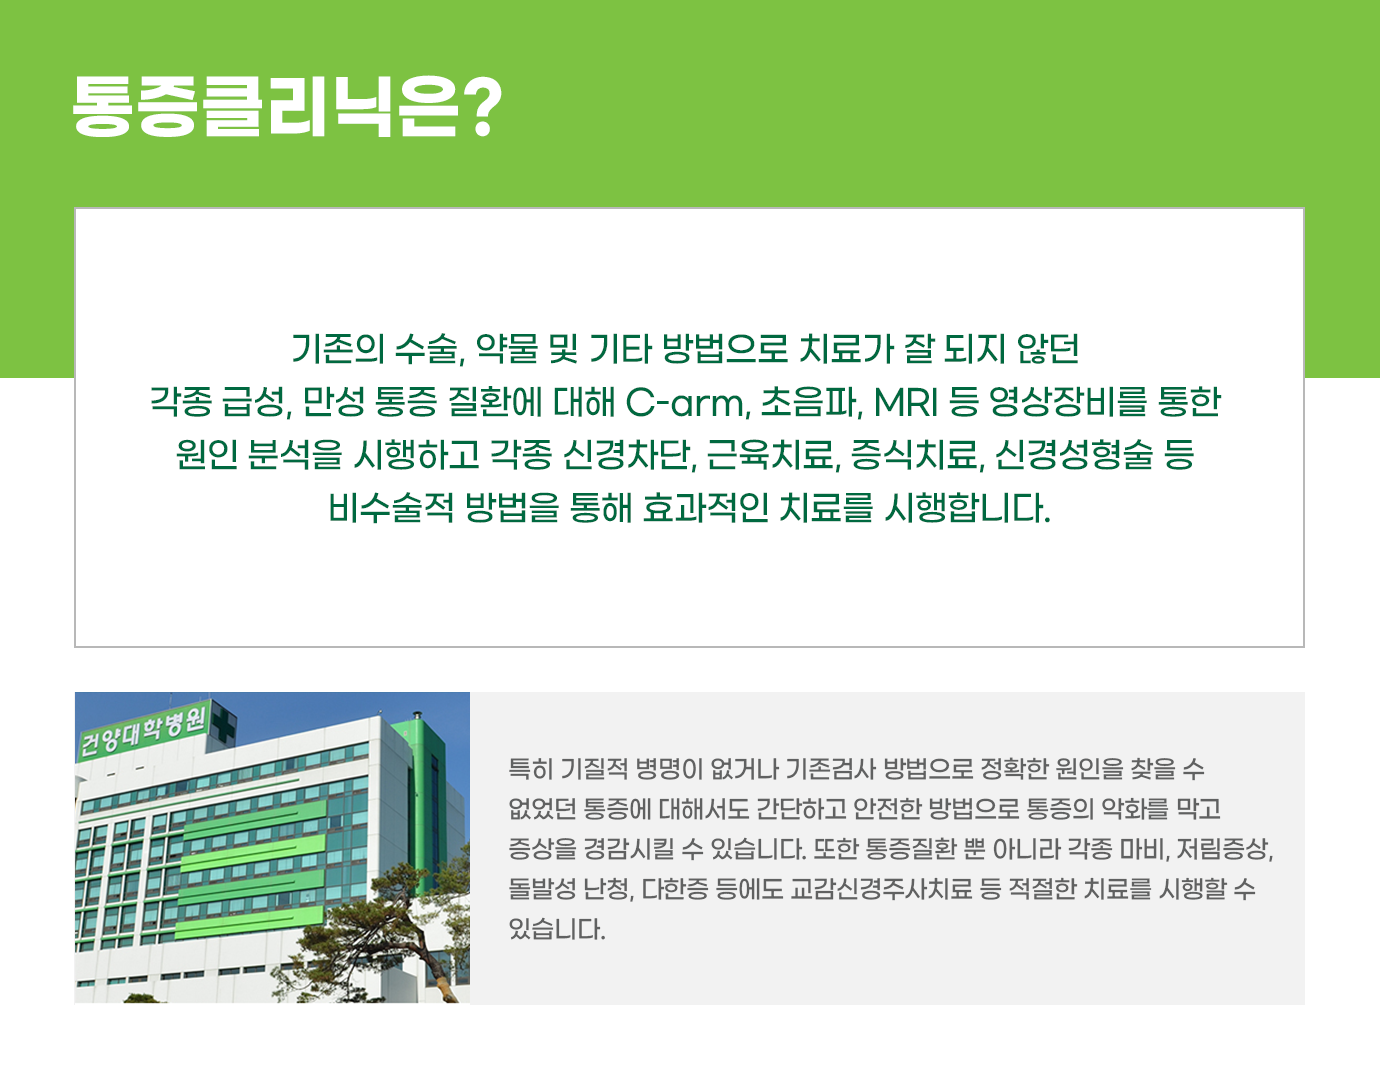 통증클리닉은?
기존의 수술, 약물 및 기타 방법으로 치료가 잘 되지 않던
각종 급성, 만성 통증 질환에 대해 C-arm, 초음파, MRI 등 영상장비를 통한
원인 분석을 시행하고 각종 신경차단, 근육치료, 증식치료, 신경성형술 등
비수술적 방법을 통해 효과적인 치료를 시행합니다.
건양대학병원
특히 기질적 병명이 없거나 기존검사 방법으로 정확한 원인을 찾을 수
없었던 통증에 대해서도 간단하고 안전한 방법으로 통증의 악화를 막고
증상을 경감시킬 수 있습니다. 또한 통증질환 뿐 아니라 각종 마비, 저림증상,
돌발성 난청, 다한증 등에도 교감신경주사치료 등 적절한 치료를 시행할 수
있습니다.